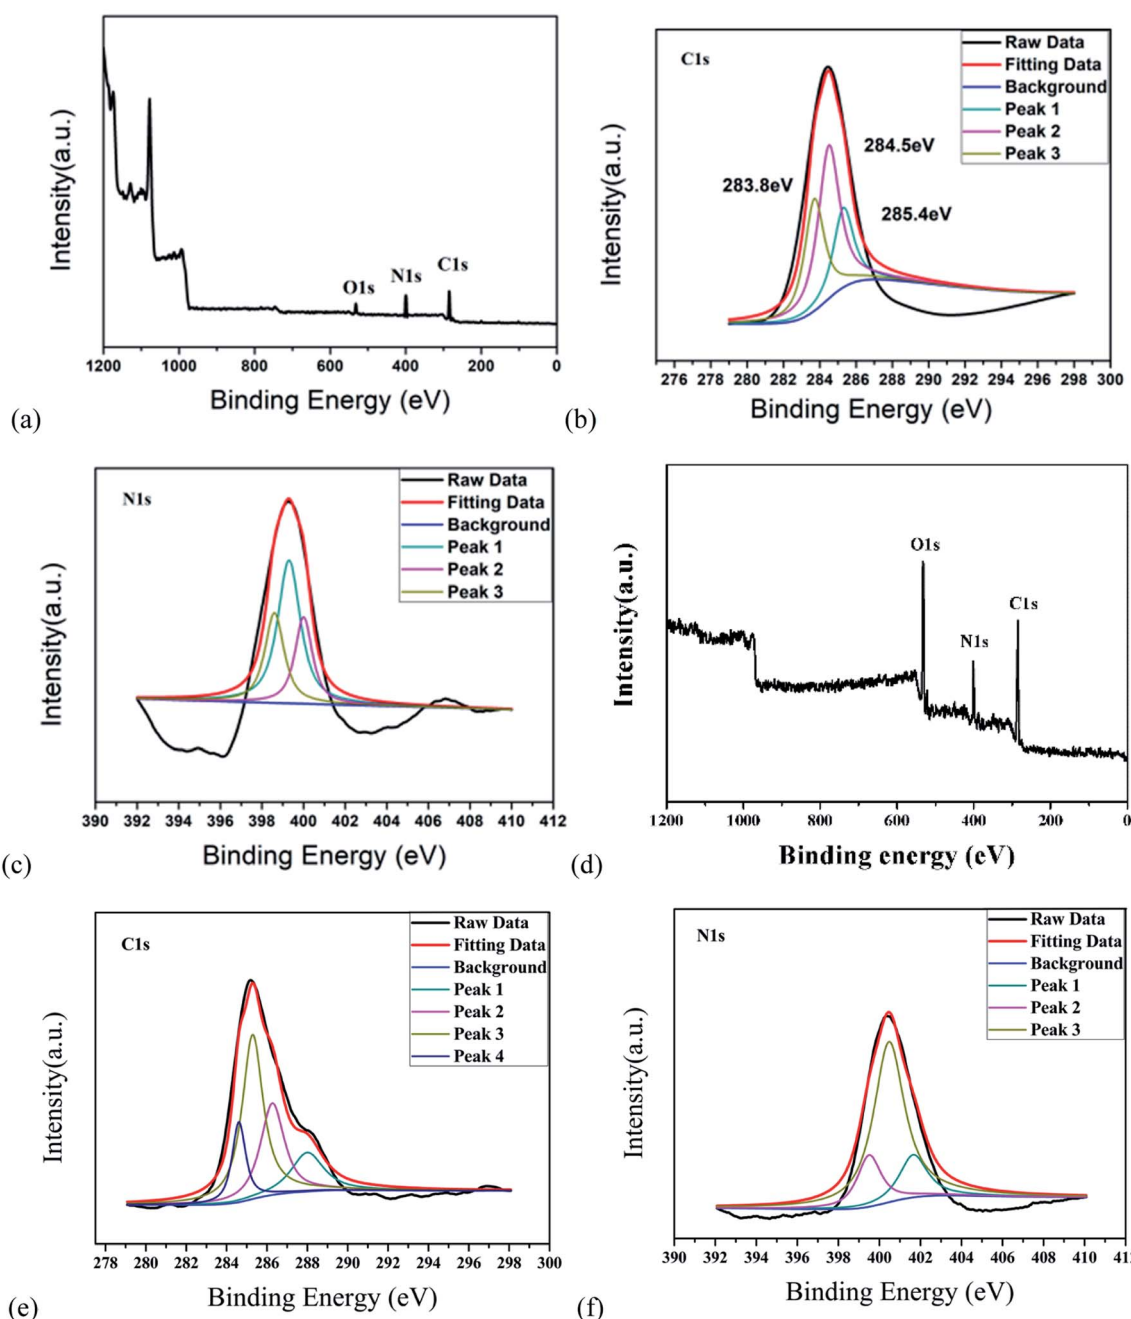 Intensity(a.u.)
O1s
N1s
C1s
1200 1000 800 600 400 200 0
Binding Energy (eV)
(a)
C1s
Raw Data
Fitting Data
Background
Peak 1
Peak 2
Peak 3
284.5eV
283.8eV
285.4eV
Intensity(a.u.)
276 278 280 282 284 286 288 290 292 294 296 298 300
Binding Energy (eV)
(b)
N1s
Raw Data
Fitting Data
Background
Peak 1
Peak 2
Peak 3
Intensity(a.u.)
390 392 394 396 398 400 402 404 406 408 410 412
Binding Energy (eV)
(c)
O1s
C1s
N1s
Intensity(a.u.)
1200 1000 800 600 400 200 0
Binding energy (eV)
(d)
C1s
Raw Data
Fitting Data
Background
Peak 1
Peak 2
Peak 3
Peak 4
Intensity(a.u.)
278 280 282 284 286 288 290 292 294 296 298 300
Binding Energy (eV)
(e)
N1s
Raw Data
Fitting Data
Background
Peak 1
Peak 2
Peak 3
Intensity(a.u.)
390 392 394 396 398 400 402 404 406 408 410
Binding Energy (eV)
(f)